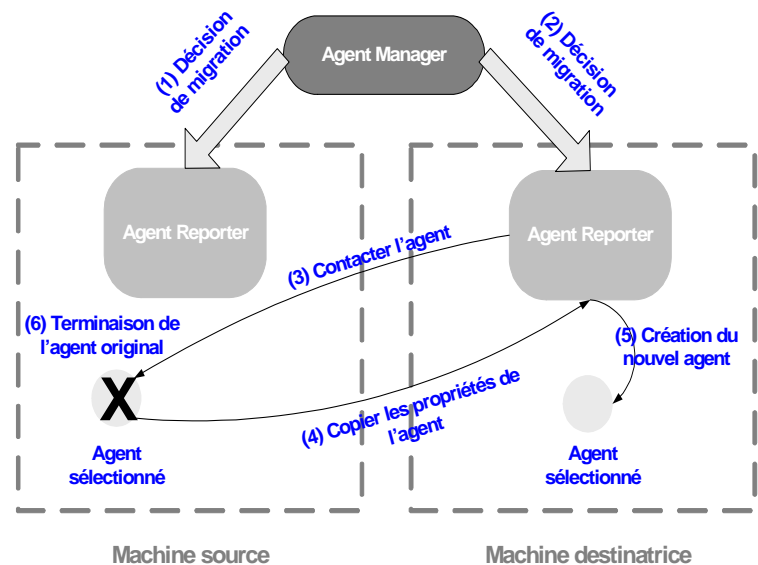 (1) Décision
de migration
Agent Manager
(2) Décision
de migration
Agent Reporter
Agent Reporter
(3) Contacter l'agent
(6) Terminaison de
l'agent original
(5) Création du
nouvel agent
X
(4) Copier les propriétés de
l'agent
Agent
sélectionné
Agent
sélectionné
Machine source
Machine destinatrice